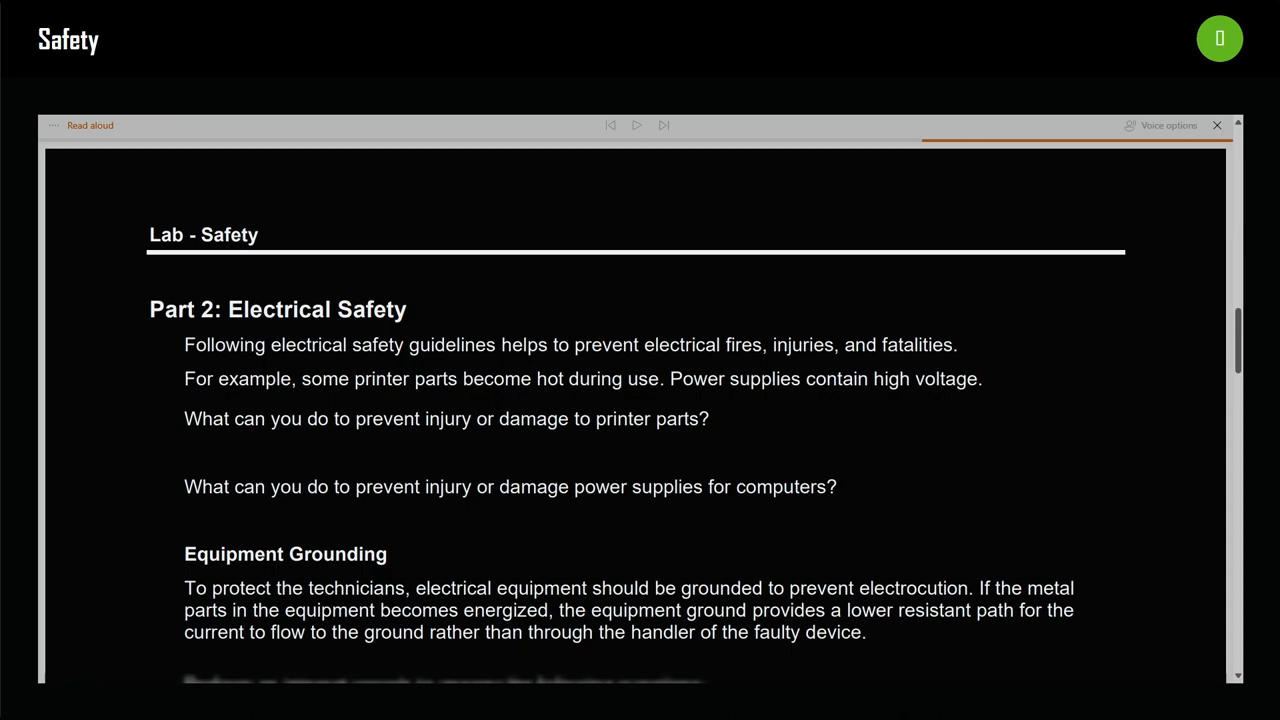 Safety
Read aloud
Voice options
Lab - Safety
Part 2: Electrical Safety
Following electrical safety guidelines helps to prevent electrical fires, injuries, and fatalities.
For example, some printer parts become hot during use. Power supplies contain high voltage.
What can you do to prevent injury or damage to printer parts?
What can you do to prevent injury or damage power supplies for computers?
Equipment Grounding
To protect the technicians, electrical equipment should be grounded to prevent electrocution. If the metal
parts in the equipment becomes energized, the equipment ground provides a lower resistant path for the
current to flow to the ground rather than through the handler of the faulty device.